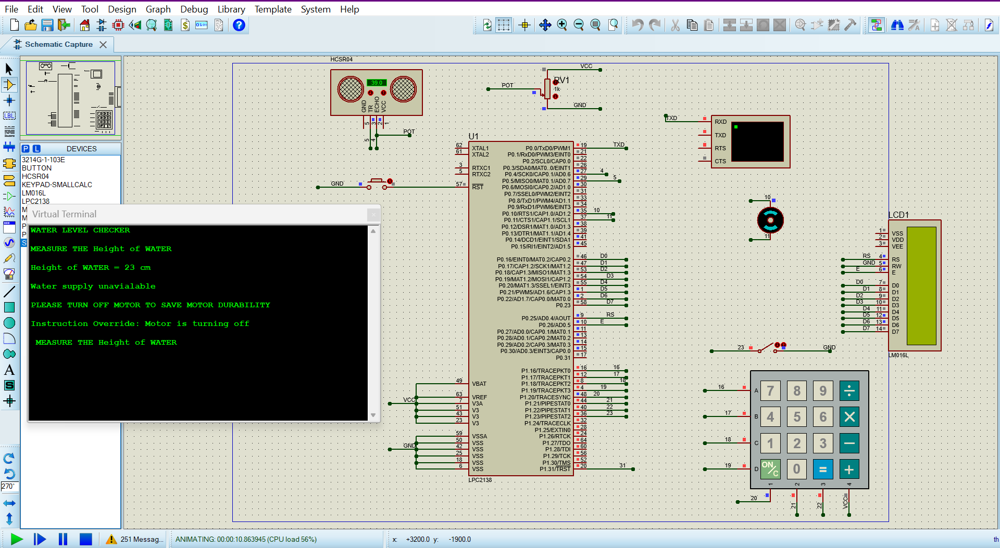 File Edit View Tool Design Graph Debug Library Template System Help
Schematic Capture
P L DEVICES
3214G-1-103E
BUTTON
HCSR04
KEYPAD-SMALLCALC
LM016L
LPC2138
Virtual Terminal
WATER LEVEL CHECKER
MEASURE THE Height of WATER
Height of WATER = 23 cm
Water supply unavialable
PLEASE TURN OFF MOTOR TO SAVE MOTOR DURABILITY
Instruction Override: Motor is turning off
MEASURE THE Height of WATER
HCSR04
39.0
GND TR ECHO VCC
5 3 2 1
5 4
POT
VCC
POT
RV1
1k
GND
TXD
RXD
TXD
RTS
CTS
U1
62 XTAL1
61 XTAL2
3 RTXC1
5 RTXC2
GND 57 RST
49 VBAT
63 VREF
VCC 7 V3A
51 V3
43 V3
23 V3
59 VSSA
50 VSS
GND 42 VSS
25 VSS
18 VSS
6 VSS
P0.0/TxD0/PWM1 19 TXD
P0.1/RxD0/PWM3/EINT0 21
P0.2/SCL0/CAP0.0 22
P0.3/SDA0/MAT0..0/EINT1 26
P0.4/SCK0/CAP0.1/AD0.6 27 4
P0.5/MISO0/MAT0.1/AD0.7 29 5
P0.6/MOSI0/CAP0.2/AD1.0 30
P0.7/SSEL0/PWM2/EINT2 31
P0.8/TxD1/PWM4/AD1.1 33
P0.9/RxD1/PWM6/EINT3 34
P0.10/RTS1/CAP1.0/AD1.2 35 10
P0.11/CTS1/CAP1.1/SCL1 37 11
P0.12/DSR1/MAT1.0/AD1.3 38
P0.13/DTR1/MAT1.1/AD1.4 39
P0.14/DCD1/EINT1/SDA1 41
P0.15/RI1/EINT2/AD1.5 45
P0.16/EINT0/MAT0.2/CAP0.2 46 D0
P0.17/CAP1.2/SCK1/MAT1.2 47 D1
P0.18/CAP1.3/MISO1/MAT1.3 53 D2
P0.19/MAT1.2/MOSI1/CAP1.2 54 D3
P0.20/MAT1.3/SSEL1/EINT3 55 D4
P0.21/PWM5/AD1.6/CAP1.3 1 D5
P0.22/AD1.7/CAP0.0/MAT0.0 2 D6
P0.23 58 D7
P0.25/AD0.4/AOUT 9 RS
P0.26/AD0.5 10 E
P0.27/AD0.0/CAP0.1/MAT0.1 11
P0.28/AD0.1/CAP0.2/MAT0.2 13
P0.29/AD0.2/CAP0.3/MAT0.3 14
P0.30/AD0.3/EINT3/CAP0.0 15
P0.31 17
P1.16/TRACEPKT0 16 16
P1.17/TRACEPKT1 12 17
P1.18/TRACEPKT2 8 18
P1.19/TRACEPKT3 4 19
P1.20/TRACESYNC 48 20
P1.21/PIPESTAT0 44 21
P1.22/PIPESTAT1 40 22
P1.23/PIPESTAT2 36 23
P1.24/TRACECLK 32
P1.25/EXTIN0 28
P1.26/RTCK 24
P1.27/TDO 64
P1.28/TDI 60
P1.29/TCK 56
P1.30/TMS 52
P1.31/TRST 20 31
LPC2138
10
11
LCD1
1 VSS
2 VDD
3 VEE
RS 4 RS
GND 5 RW
E 6 E
D0 7 D0
D1 8 D1
D2 9 D2
D3 10 D3
D4 11 D4
D5 12 D5
D6 13 D6
D7 14 D7
LM016L
23 GND
16 A 7 8 9 ÷
17 B 4 5 6 ×
18 C 1 2 3 −
19 D ON/C 0 = +
1 2 3 4
20 21 22 VCC
270°
251 Messag... ANIMATING: 00:00:10.863945 (CPU load 56%) x: +3200.0 y: -1900.0 th